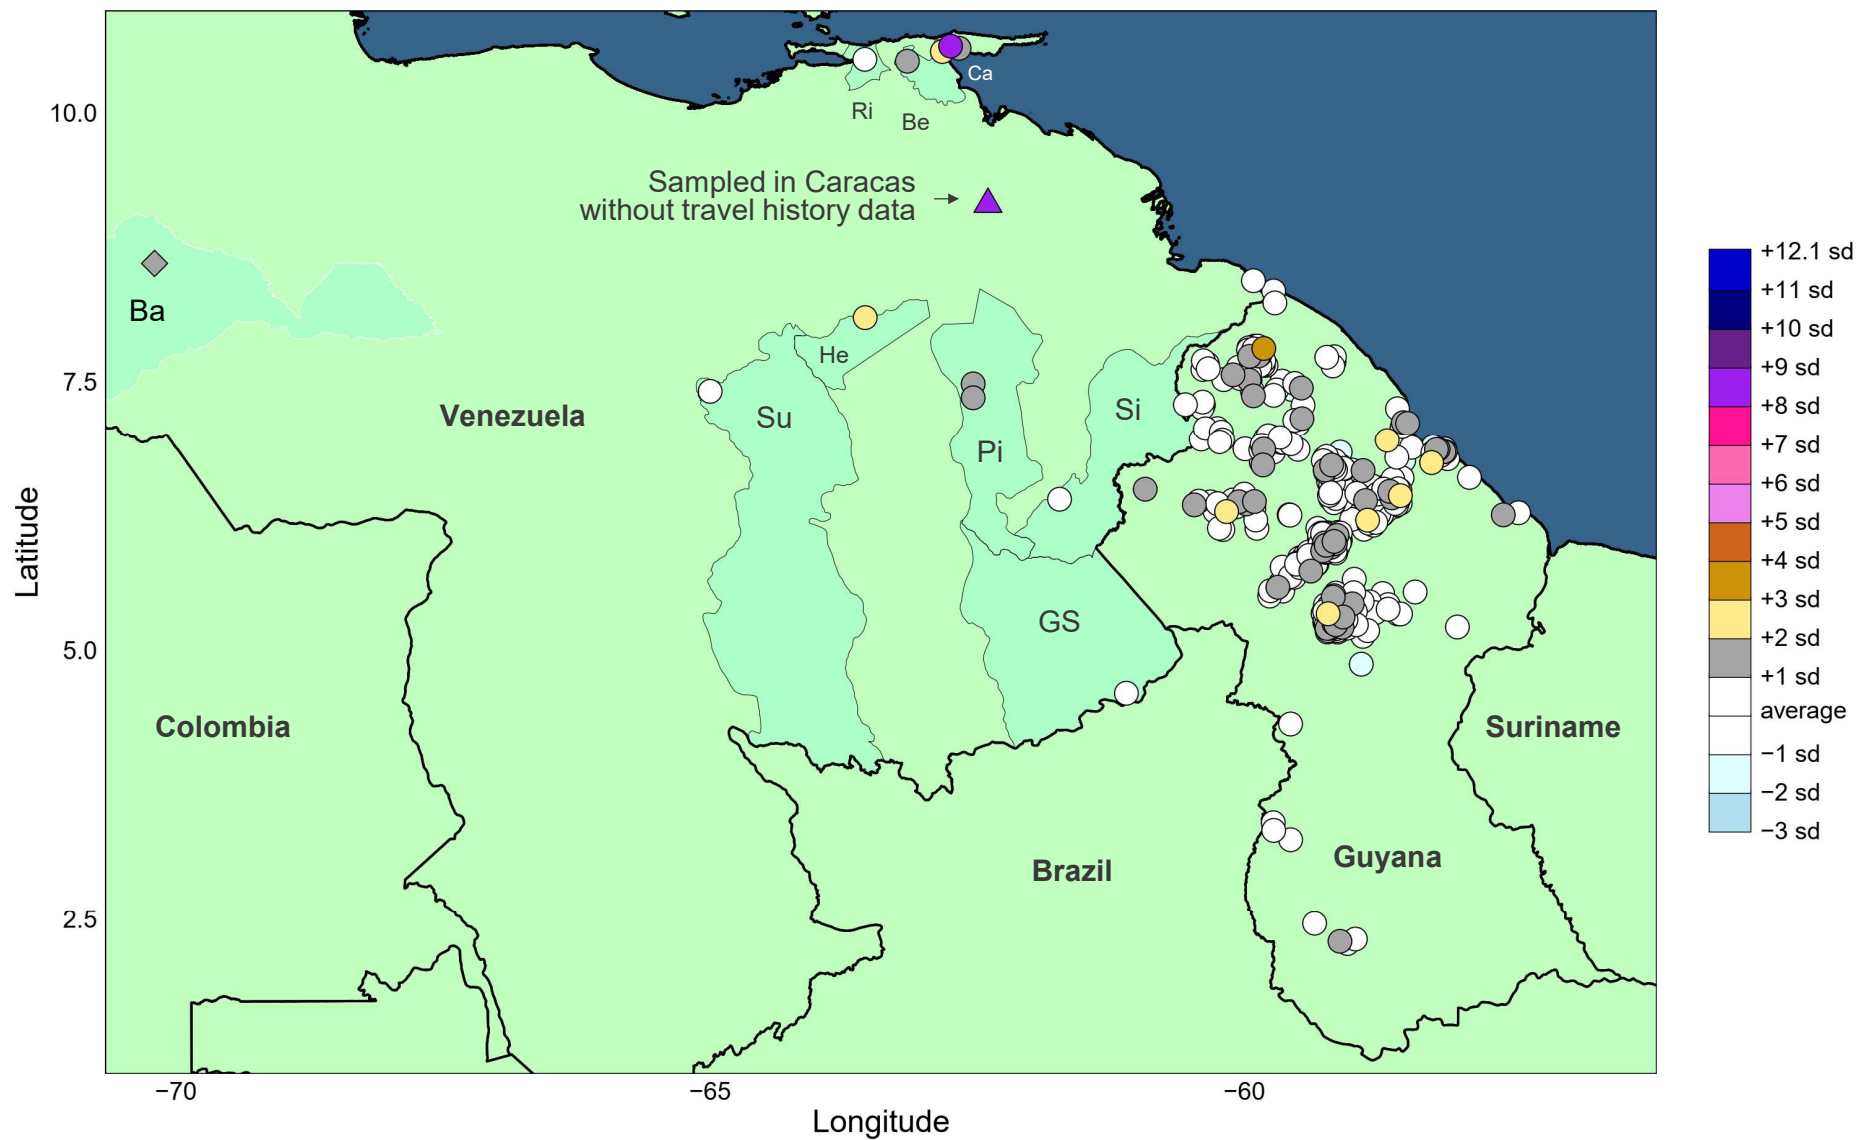 Ca
10.0
Ri
Be
Sampled in Caracas
without travel history data
Ba
He
7.5
Venezuela
Su
Si
Pi
GS
5.0
Colombia
Suriname
Brazil
Guyana
2.5
Latitude
−70
−65
−60
Longitude
+12.1 sd
+11 sd
+10 sd
+9 sd
+8 sd
+7 sd
+6 sd
+5 sd
+4 sd
+3 sd
+2 sd
+1 sd
average
−1 sd
−2 sd
−3 sd